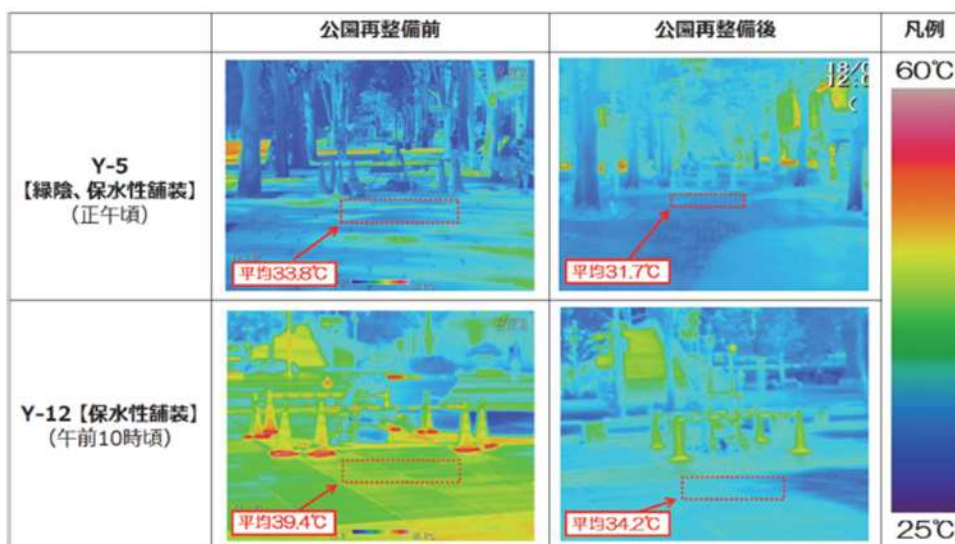 公園再整備前
公園再整備後
凡例
Y-5
【緑陰、保水性舗装】
(正午頃)
平均33.8℃
平均31.7℃
60℃
Y-12【保水性舗装】
(午前10時頃)
平均39.4℃
平均34.2℃
25℃